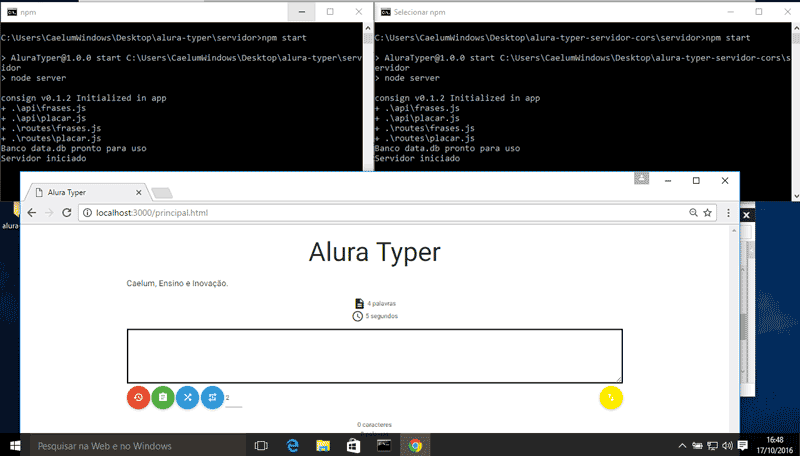 npm
C:\Users\CaelumWindows\Desktop\alura-typer\servidor>npm start
> AluraTyper@1.0.0 start C:\Users\CaelumWindows\Desktop\alura-typer\serv
idor
> node server
consign v0.1.2 Initialized in app
+ .\api\frases.js
+ .\api\placar.js
+ .\routes\frases.js
+ .\routes\placar.js
Banco data.db pronto para uso
Servidor iniciado
Selecionar npm
C:\Users\CaelumWindows\Desktop\alura-typer-servidor-cors\servidor>npm start
> AluraTyper@1.0.0 start C:\Users\CaelumWindows\Desktop\alura-typer-servidor-cors\s
ervidor
> node server
consign v0.1.2 Initialized in app
+ .\api\frases.js
+ .\api\placar.js
+ .\routes\frases.js
+ .\routes\placar.js
Banco data.db pronto para uso
Servidor iniciado
alura-
Alura Typer
localhost:3000/principal.html
Alura Typer
Caelum, Ensino e Inovação.
4 palavras
5 segundos
2
0 caracteres
Pesquisar na Web e no Windows
16:48
17/10/2016